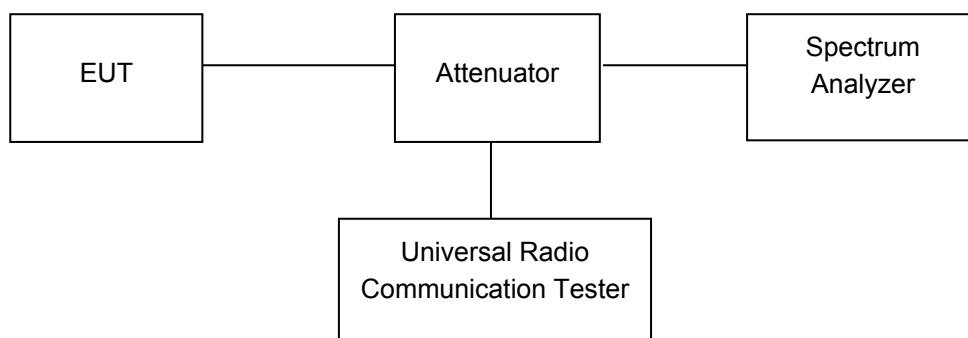 EUT
Attenuator
Spectrum
Analyzer
Universal Radio
Communication Tester